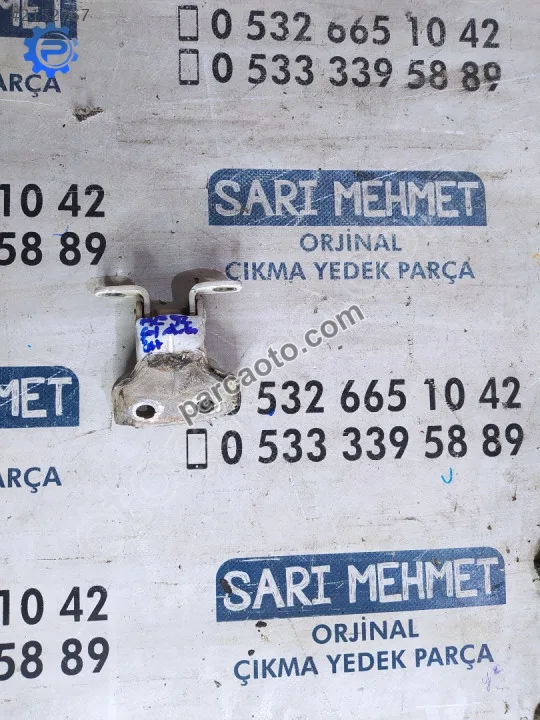 0 532 665 10 42
0 533 339 58 89
PARÇA
10 42
58 89
SARI MEHMET
ORJİNAL
ÇIKMA YEDEK PARÇA
parcaoto.com
MET
PARÇA
532 665 10 42
0 533 339 58 89
10 42
58 89
SARI MEHMET
ORJİNAL
ÇIKMA YEDEK PARÇA